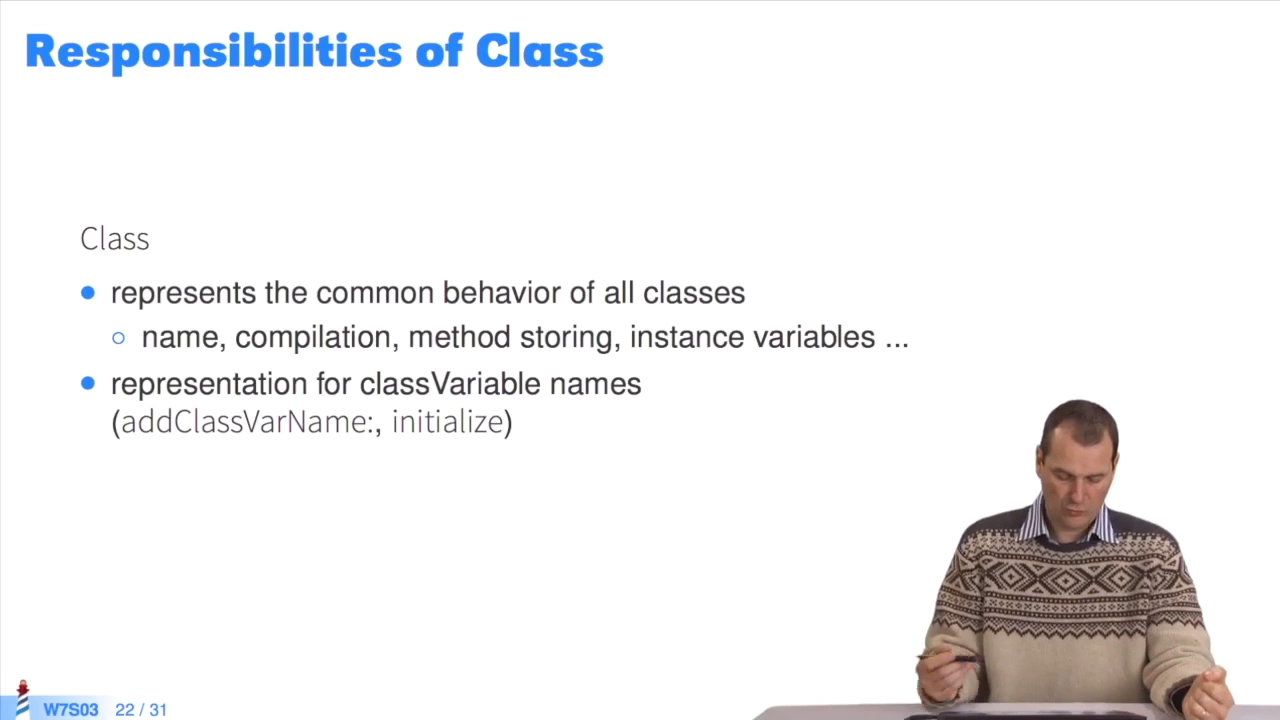 Responsibilities of Class
Class
represents the common behavior of all classes
name, compilation, method storing, instance variables ...
representation for classVariable names
(addClassVarName:, initialize)
W7S03 22 / 31